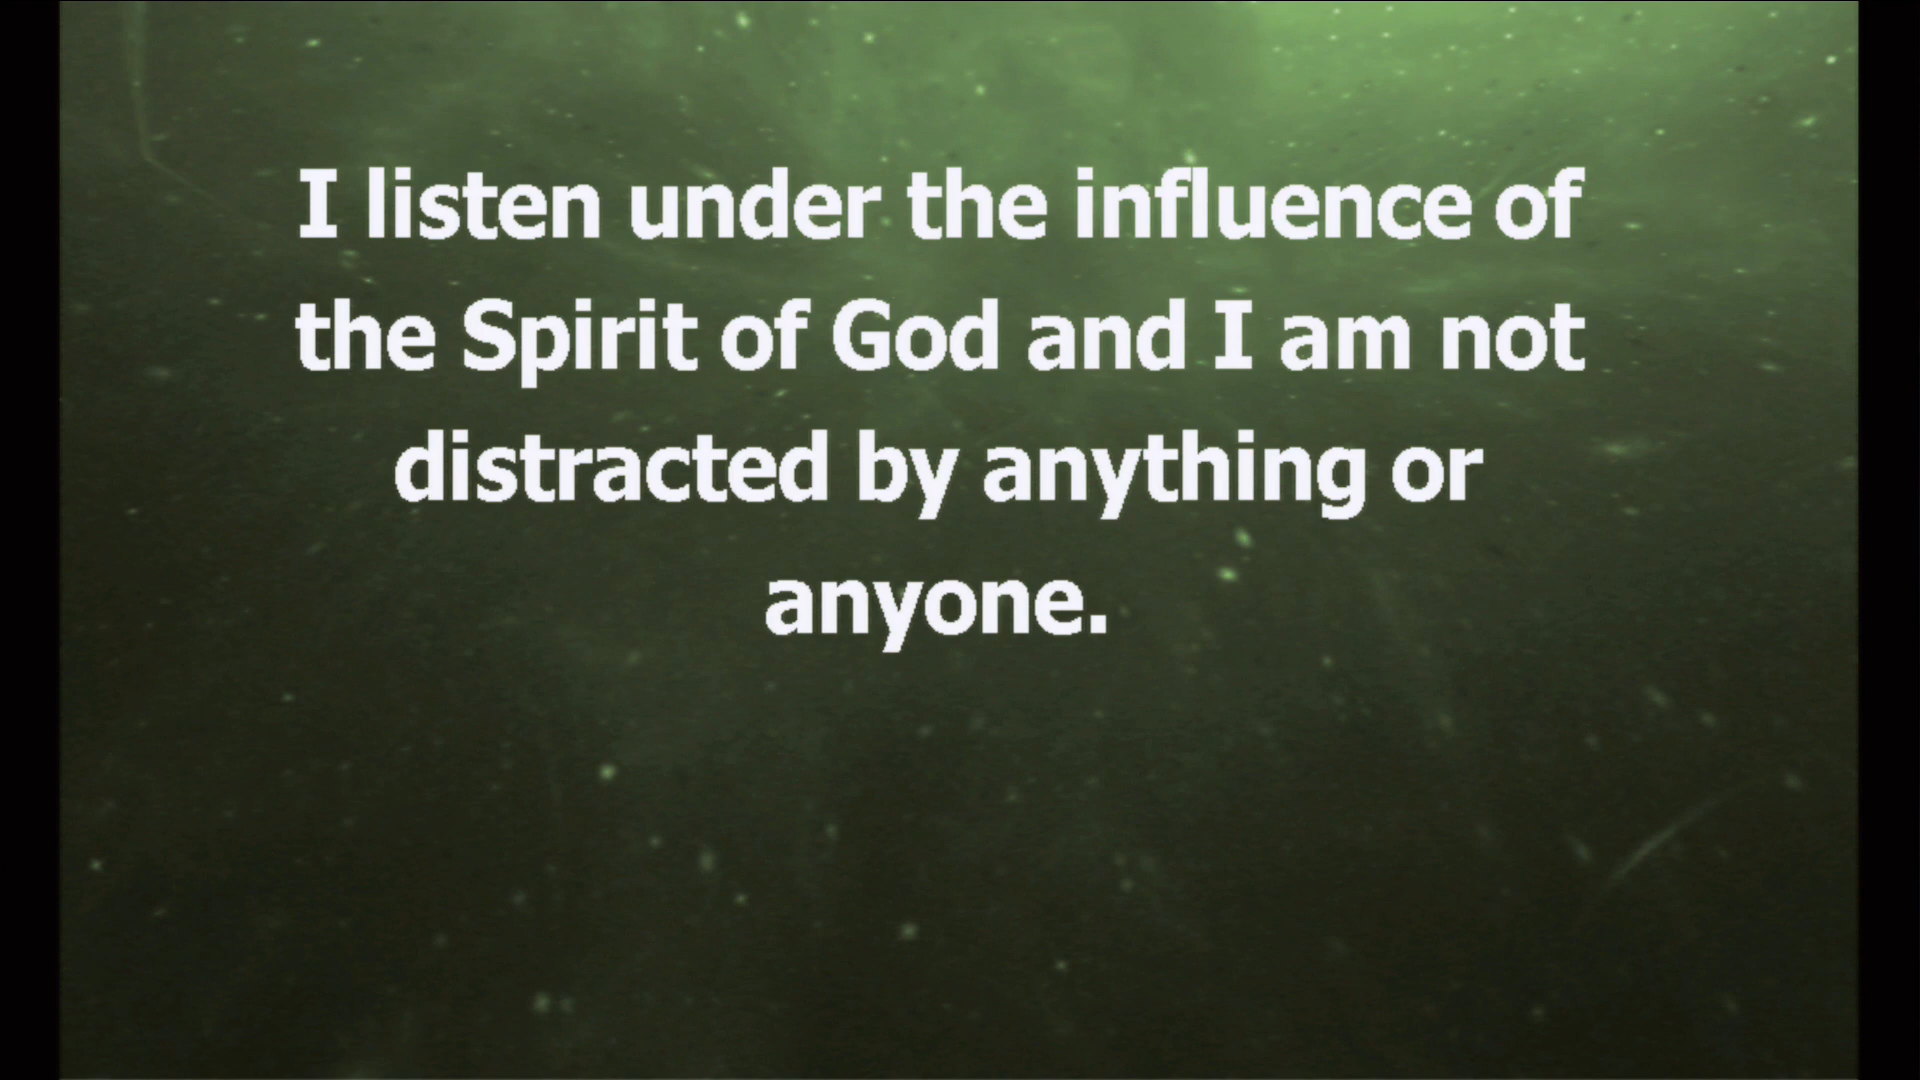 I listen under the influence of
the Spirit of God and I am not
distracted by anything or
anyone.